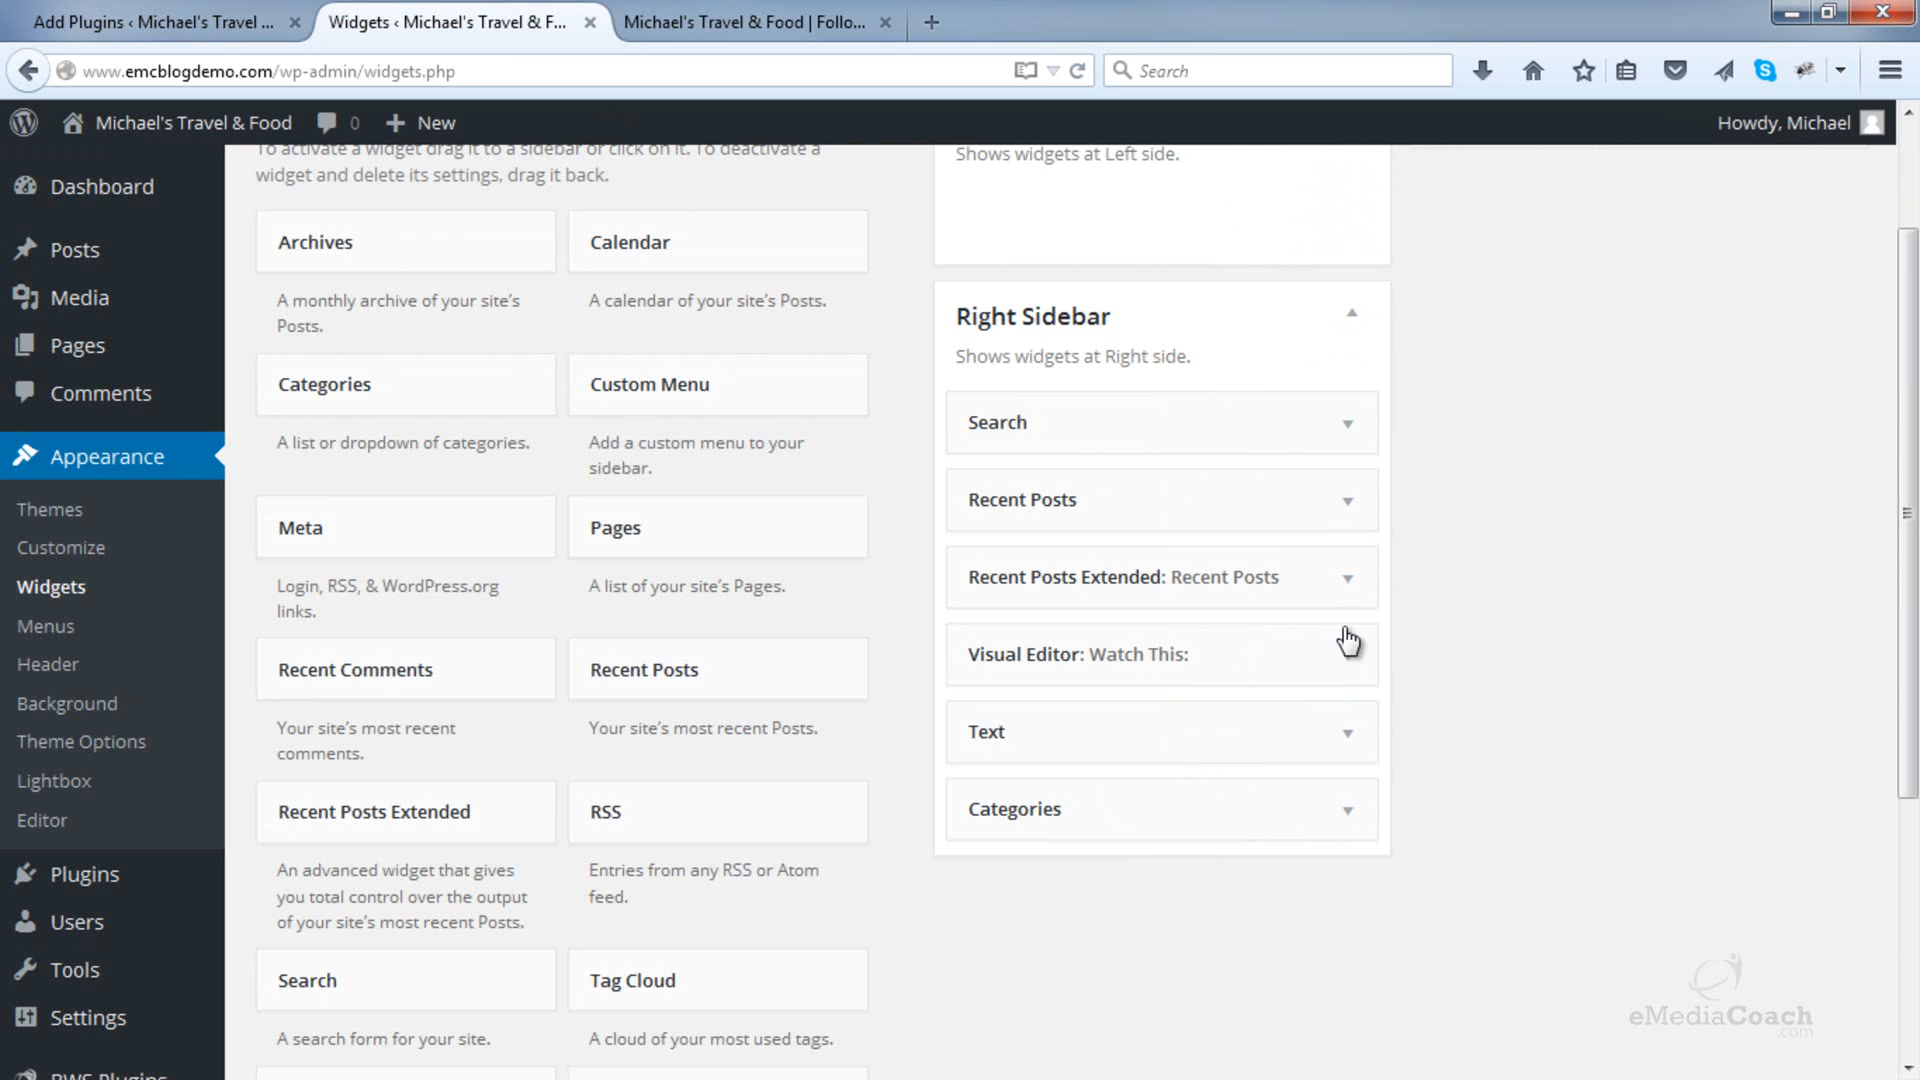 Add Plugins ‹ Michael's Travel ...
Widgets ‹ Michael's Travel & F...
Michael's Travel & Food | Follo...
www.emcblogdemo.com/wp-admin/widgets.php
Search
Michael's Travel & Food
0
New
Howdy, Michael
Dashboard
Posts
Media
Pages
Comments
Appearance
Themes
Customize
Widgets
Menus
Header
Background
Theme Options
Lightbox
Editor
Plugins
Users
Tools
Settings
BWS Plugins
To activate a widget drag it to a sidebar or click on it. To deactivate a
widget and delete its settings, drag it back.
Archives
A monthly archive of your site's
Posts.
Calendar
A calendar of your site's Posts.
Categories
A list or dropdown of categories.
Custom Menu
Add a custom menu to your
sidebar.
Meta
Login, RSS, & WordPress.org
links.
Pages
A list of your site's Pages.
Recent Comments
Your site's most recent
comments.
Recent Posts
Your site's most recent Posts.
Recent Posts Extended
An advanced widget that gives
you total control over the output
of your site's most recent Posts.
RSS
Entries from any RSS or Atom
feed.
Search
A search form for your site.
Tag Cloud
A cloud of your most used tags.
Shows widgets at Left side.
Right Sidebar
Shows widgets at Right side.
Search
Recent Posts
Recent Posts Extended: Recent Posts
Visual Editor: Watch This:
Text
Categories
eMediaCoach
.com